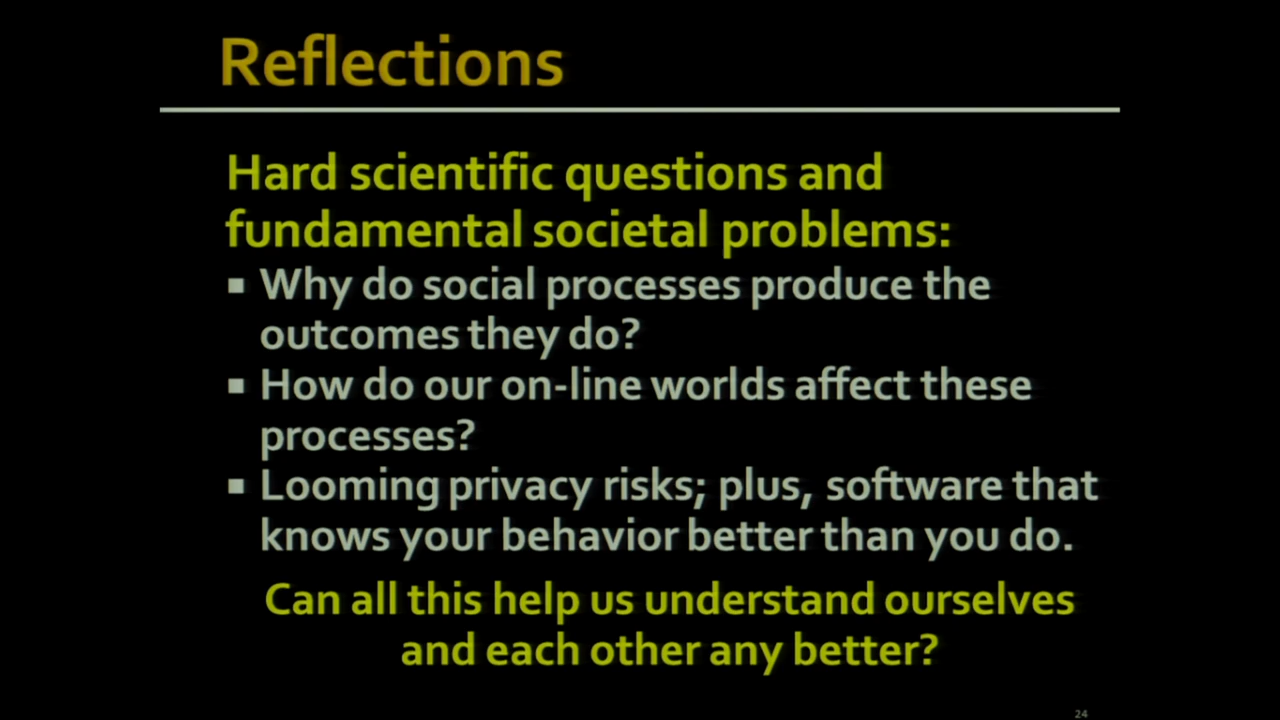 Reflections
Hard scientific questions and
fundamental societal problems:
▪ Why do social processes produce the
outcomes they do?
▪ How do our on-line worlds affect these
processes?
▪ Looming privacy risks; plus, software that
knows your behavior better than you do.
Can all this help us understand ourselves
and each other any better?
24